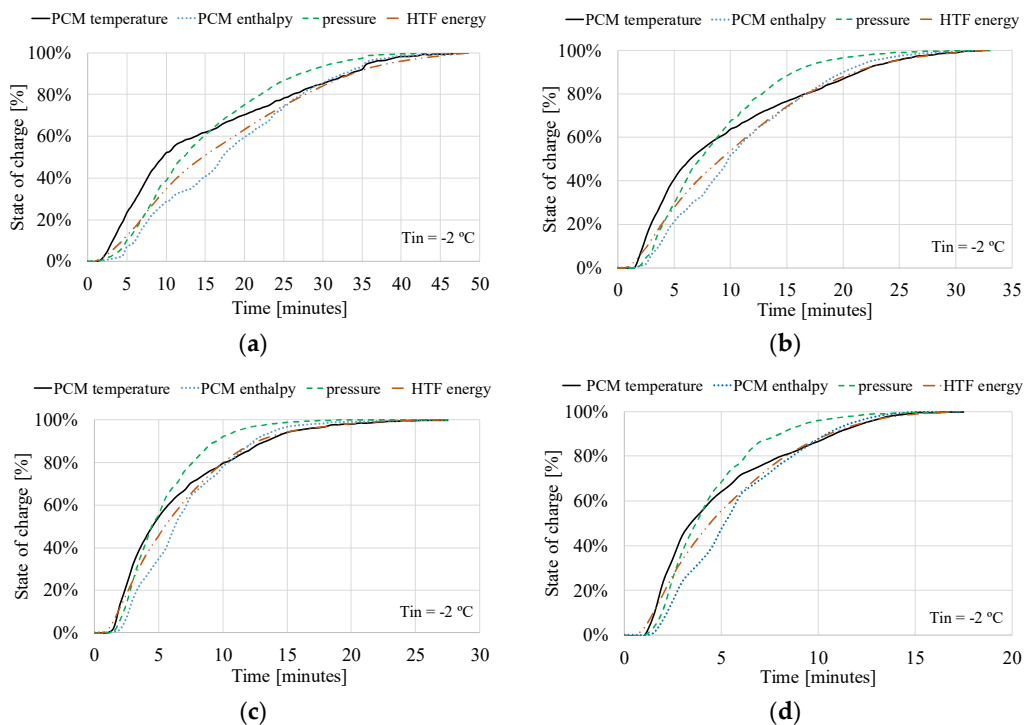 PCM temperature PCM enthalpy pressure HTF energy
100%
80%
60%
40%
20%
0%
State of charge [%]
Tin = -2 ºC
0 5 10 15 20 25 30 35 40 45 50
Time [minutes]
(a)
PCM temperature PCM enthalpy pressure HTF energy
100%
80%
60%
40%
20%
0%
State of charge [%]
Tin = -2 ºC
0 5 10 15 20 25 30 35
Time [minutes]
(b)
PCM temperature PCM enthalpy pressure HTF energy
100%
80%
60%
40%
20%
0%
State of charge [%]
Tin = -2 ºC
0 5 10 15 20 25 30
Time [minutes]
(c)
PCM temperature PCM enthalpy pressure HTF energy
100%
80%
60%
40%
20%
0%
State of charge [%]
Tin = -2 ºC
0 5 10 15 20
Time [minutes]
(d)